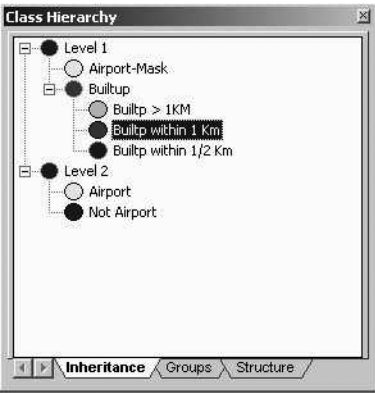 Class Hierarchy
Level 1
Airport-Mask
Builtup
Builtp > 1KM
Builtp within 1 Km
Builtp within 1/2 Km
Level 2
Airport
Not Airport
Inheritance Groups Structure